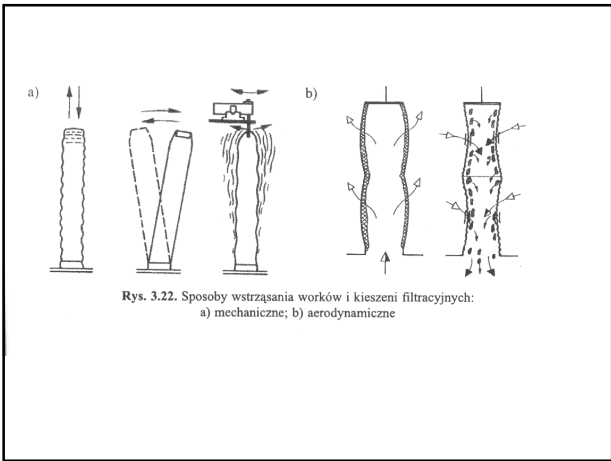 a)
b)
Rys. 3.22. Sposoby wstrząsania worków i kieszeni filtracyjnych:
a) mechaniczne; b) aerodynamiczne